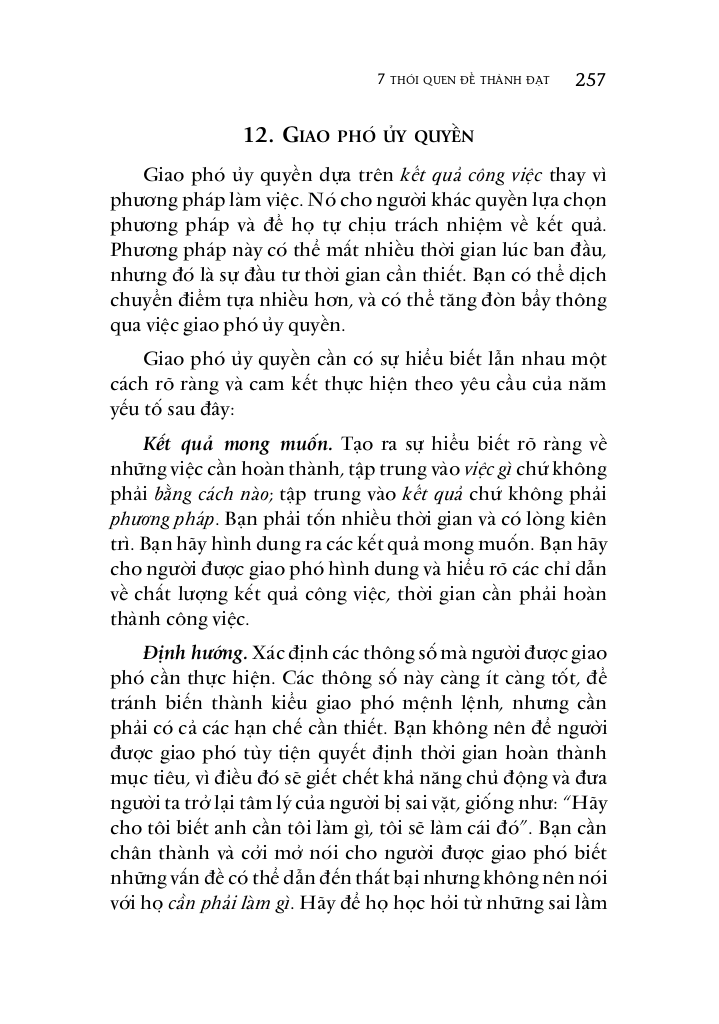 7 THÓI QUEN ĐỂ THÀNH ĐẠT 257
12. GIAO PHÓ ỦY QUYỀN
Giao phó ủy quyền dựa trên kết quả công việc thay vì
phương pháp làm việc. Nó cho người khác quyền lựa chọn
phương pháp và để họ tự chịu trách nhiệm về kết quả.
Phương pháp này có thể mất nhiều thời gian lúc ban đầu,
nhưng đó là sự đầu tư thời gian cần thiết. Bạn có thể dịch
chuyển điểm tựa nhiều hơn, và có thể tăng đòn bẩy thông
qua việc giao phó ủy quyền.
Giao phó ủy quyền cần có sự hiểu biết lẫn nhau một
cách rõ ràng và cam kết thực hiện theo yêu cầu của năm
yếu tố sau đây:
Kết quả mong muốn. Tạo ra sự hiểu biết rõ ràng về
những việc cần hoàn thành, tập trung vào việc gì chứ không
phải bằng cách nào; tập trung vào kết quả chứ không phải
phương pháp. Bạn phải tốn nhiều thời gian và có lòng kiên
trì. Bạn hãy hình dung ra các kết quả mong muốn. Bạn hãy
cho người được giao phó hình dung và hiểu rõ các chỉ dẫn
về chất lượng kết quả công việc, thời gian cần phải hoàn
thành công việc.
Định hướng. Xác định các thông số mà người được giao
phó cần thực hiện. Các thông số này càng ít càng tốt, để
tránh biến thành kiểu giao phó mệnh lệnh, nhưng cần
phải có cả các hạn chế cần thiết. Bạn không nên để người
được giao phó tùy tiện quyết định thời gian hoàn thành
mục tiêu, vì điều đó sẽ giết chết khả năng chủ động và đưa
người ta trở lại tâm lý của người bị sai vặt, giống như: “Hãy
cho tôi biết anh cần tôi làm gì, tôi sẽ làm cái đó”. Bạn cần
chân thành và cởi mở nói cho người được giao phó biết
những vấn đề có thể dẫn đến thất bại nhưng không nên nói
với họ cần phải làm gì. Hãy để họ học hỏi từ những sai lầm